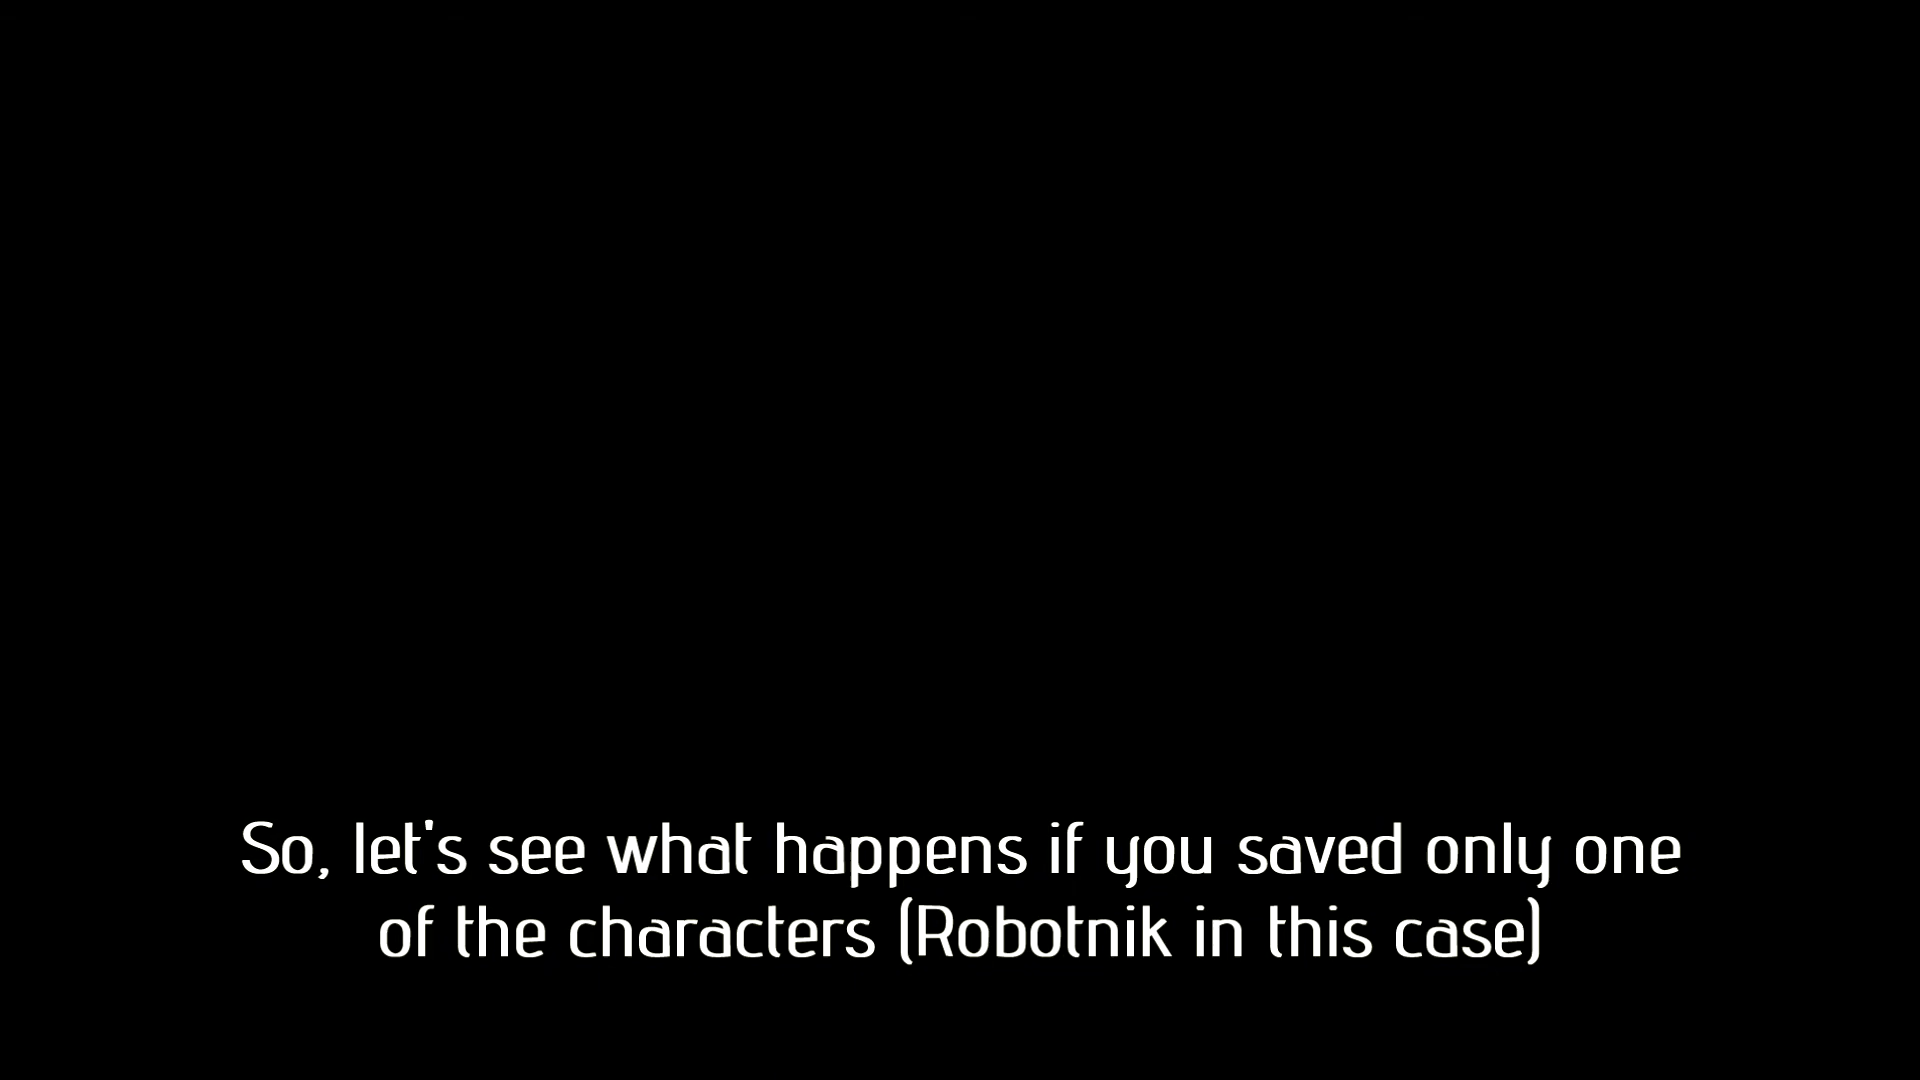 So, let's see what happens if you saved only one
of the characters (Robotnik in this case)